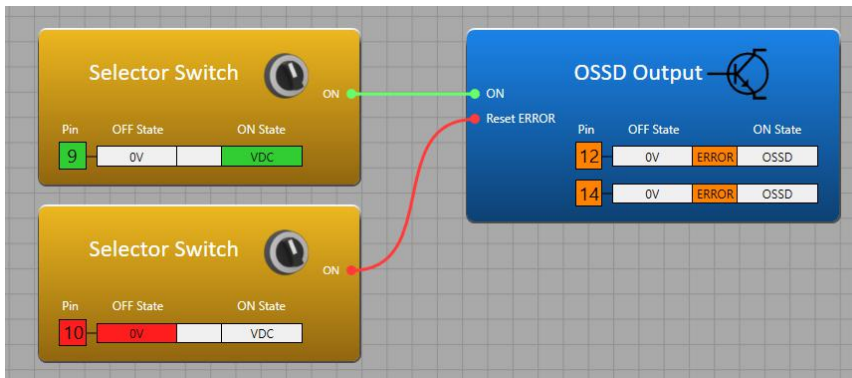 Selector Switch
ON
Pin OFF State ON State
9 0V VDC
Selector Switch
ON
Pin OFF State ON State
10 0V VDC
OSSD Output
ON
Reset ERROR
Pin OFF State ON State
12 0V ERROR OSSD
14 0V ERROR OSSD